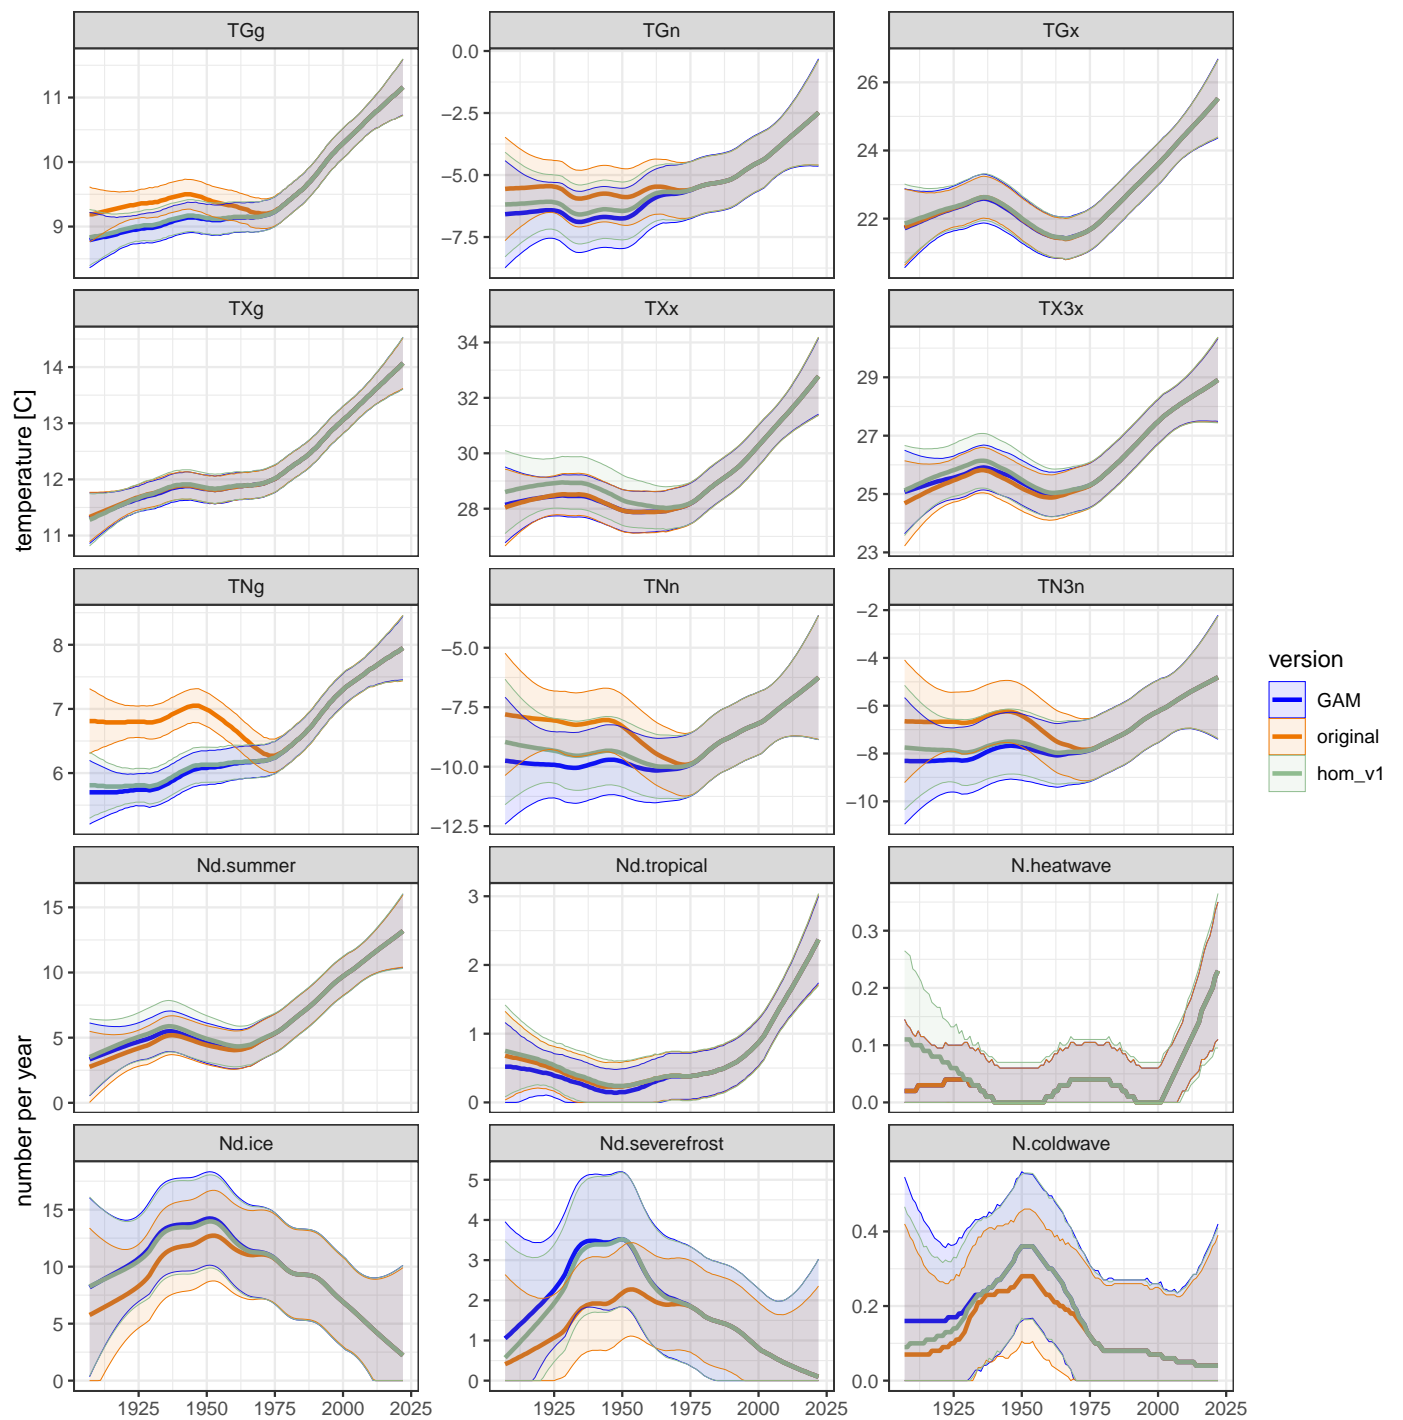 TGg
TGn
TGx
11
10
9
0.0
−2.5
−5.0
−7.5
26
24
22
TXg
TXx
TX3x
14
13
12
11
34
32
30
28
29
27
25
23
temperature [C]
TNg
TNn
TN3n
8
7
6
−5.0
−7.5
−10.0
−12.5
−2
−4
−6
−8
−10
version
GAM
original
hom_v1
Nd.summer
Nd.tropical
N.heatwave
15
10
5
0
3
2
1
0
0.3
0.2
0.1
0.0
number per year
Nd.ice
Nd.severefrost
N.coldwave
15
10
5
0
5
4
3
2
1
0
0.4
0.2
0.0
1925 1950 1975 2000 2025
1925 1950 1975 2000 2025
1925 1950 1975 2000 2025